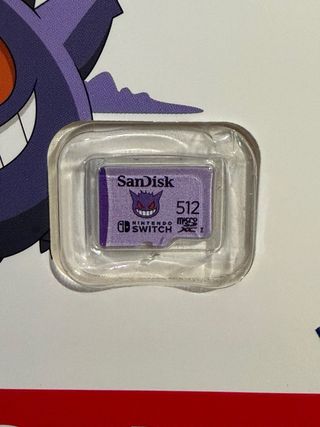 SanDisk
512
NINTENDO
SWITCH
micro
XC I